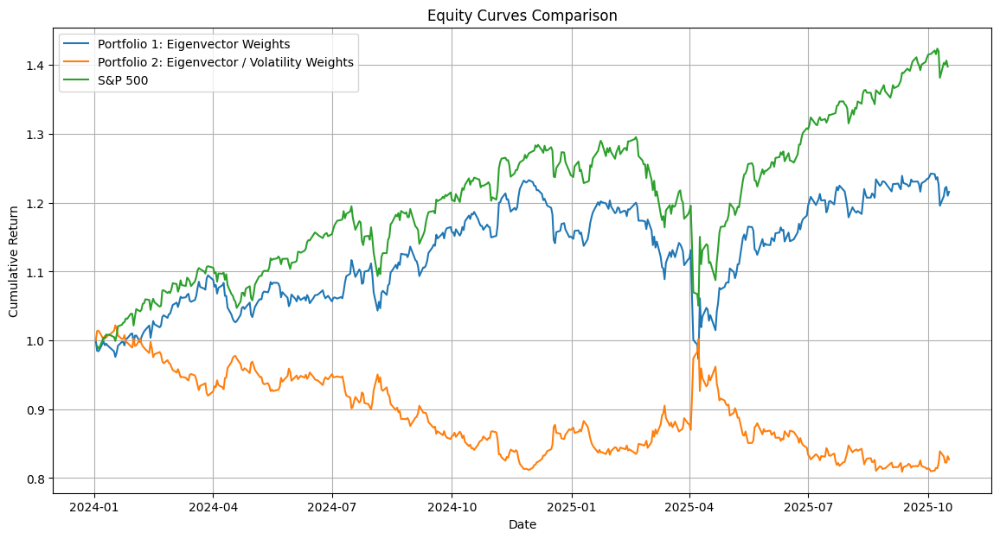 Equity Curves Comparison
Portfolio 1: Eigenvector Weights
Portfolio 2: Eigenvector / Volatility Weights
S&P 500
Cumulative Return
1.4
1.3
1.2
1.1
1.0
0.9
0.8
2024-01 2024-04 2024-07 2024-10 2025-01 2025-04 2025-07 2025-10
Date